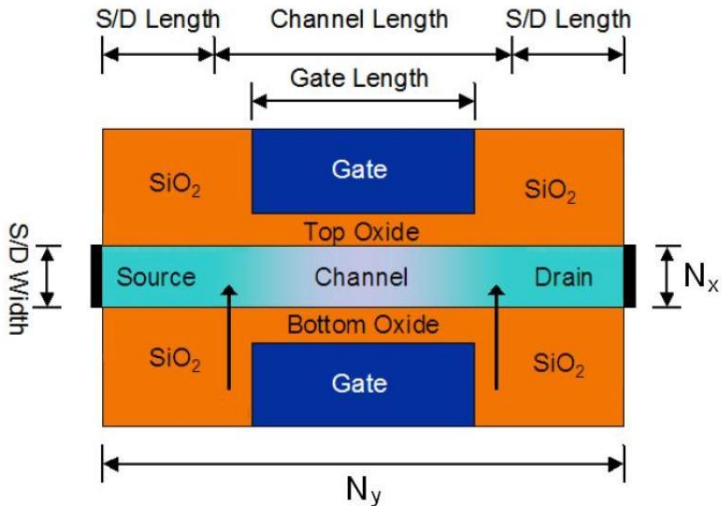 S/D Length
Channel Length
S/D Length
Gate Length
SiO₂
Gate
SiO₂
Top Oxide
S/D Width
Source
Channel
Drain
Nₓ
Bottom Oxide
SiO₂
Gate
SiO₂
Nᵧ